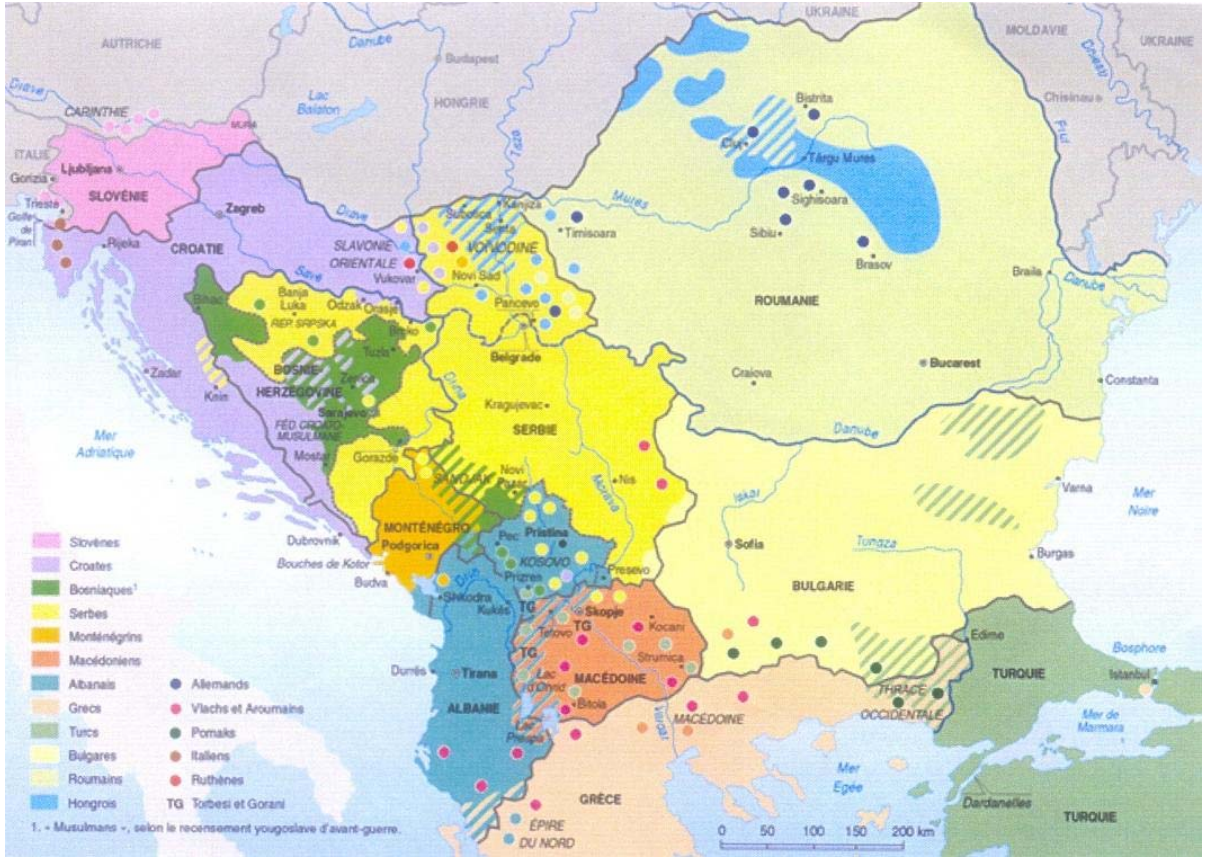 UKRAINE
AUTRICHE
MOLDAVIE
UKRAINE
Danube
Budapest
HONGRIE
Lac
Balaton
Drave
CARINTHIE
MURA
Tisza
Bistrita
Chisinau
Prut
Cluj
Târgu Mures
ITALIE
Gorizia
Ljubljana
SLOVÉNIE
Trieste
Golfe
de
Piran
Rijeka
Zagreb
CROATIE
Drave
SLAVONIE
ORIENTALE
Vukovar
Save
Subotica
Kanjiza
Senta
VOÏVODINE
Novi Sad
Pancevo
Timisoara
Mures
Sighisoara
Sibiu
Brasov
Braila
Danube
ROUMANIE
Bihac
Banja
Luka
REP. SRPSKA
Odzak
Orasje
Brcko
Tuzla
BOSNIE-
HERZÉGOVINE
Zenica
Sarajevo
FÉD. CROATO-
MUSULMANE
Mostar
Gorazde
Drina
Zadar
Knin
Belgrade
Kragujevac
SERBIE
Craiova
Bucarest
Constanta
Danube
Mer
Adriatique
SANDJAK
Novi
Pazar
Nis
Morava
Iskar
Varna
Mer
Noire
MONTÉNÉGRO
Podgorica
Dubrovnik
Bouches de Kotor
Budva
Pec
Pristina
KOSOVO
Prizren
Presevo
Sofia
Tundza
Burgas
BULGARIE
Drin
Shkodra
Kukës
TG
Skopje
TG
Tetovo
TG
Kocani
Strumica
Lac
d'Ohrid
MACÉDOINE
Bitola
Lac
Prespa
Vardar
Durrës
Tirana
ALBANIE
MACÉDOINE
THRACE
OCCIDENTALE
Edirne
TURQUIE
Bosphore
Istanbul
Mer de
Marmara
Mer
Egée
Dardanelles
TURQUIE
GRÈCE
ÉPIRE
DU NORD
0 50 100 150 200 km
Slovènes
Croates
Bosniaques¹
Serbes
Monténégrins
Macédoniens
Albanais
Grecs
Turcs
Bulgares
Roumains
Hongrois
Allemands
Vlachs et Aroumains
Pomaks
Italiens
Ruthènes
TG Torbesi et Gorani
1. « Musulmans », selon le recensement yougoslave d'avant-guerre.